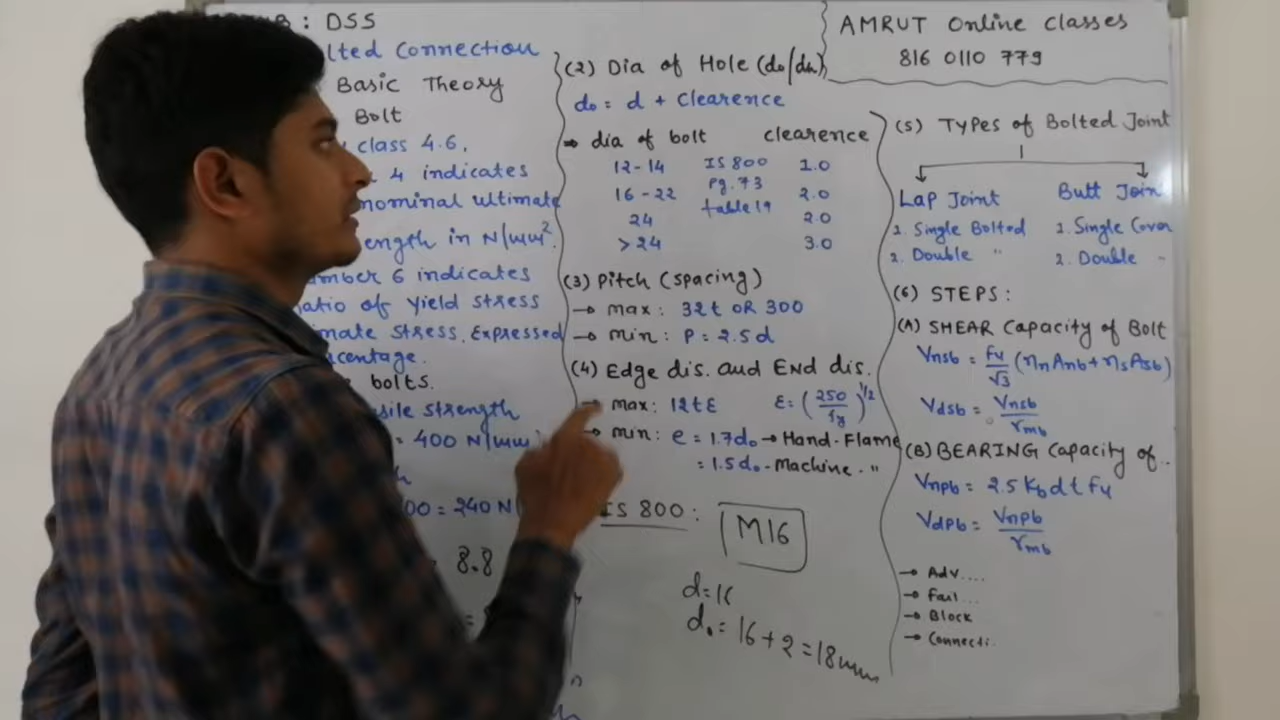 : DSS
lted Connection
Basic Theory
Bolt
class 4.6,
4 indicates
nominal ultimate
ength in N/mm².
mber 6 indicates
atio of yield stress
imate stress. Expressed
centage.
bolts.
sile strength
= 400 N/mm²
00 = 240 N/
8.8
(2) Dia of Hole (do/dh)
do = d + Clearence
→ dia of bolt clearence
12-14 IS 800 1.0
Pg. 73
16-22 2.0
table 19
24 2.0
>24 3.0
(3) Pitch (spacing)
→ max: 32t OR 300
→ min: P = 2.5d
(4) Edge dis. and End dis.
→ max: 12tε ε = (250/fy)^1/2
→ min: e = 1.7do → Hand-Flame
= 1.5do - Machine - "
IS 800: M16
d=16
do = 16+2 = 18mm
AMRUT Online classes
816 0110 779
(5) Types of Bolted Joint
Lap Joint Butt Join
1. Single Bolted 1. Single Cover
2. Double " 2. Double "
(6) STEPS:
(A) SHEAR Capacity of Bolt
Vnsb = Fu/√3 (nn Anb + ns Asb)
Vdsb = Vnsb/γmb
(B) BEARING Capacity of..
Vnpb = 2.5 Kb d t Fu
Vdpb = Vnpb/γmb
→ Adv....
→ Fail...
→ Block
→ Connecti.